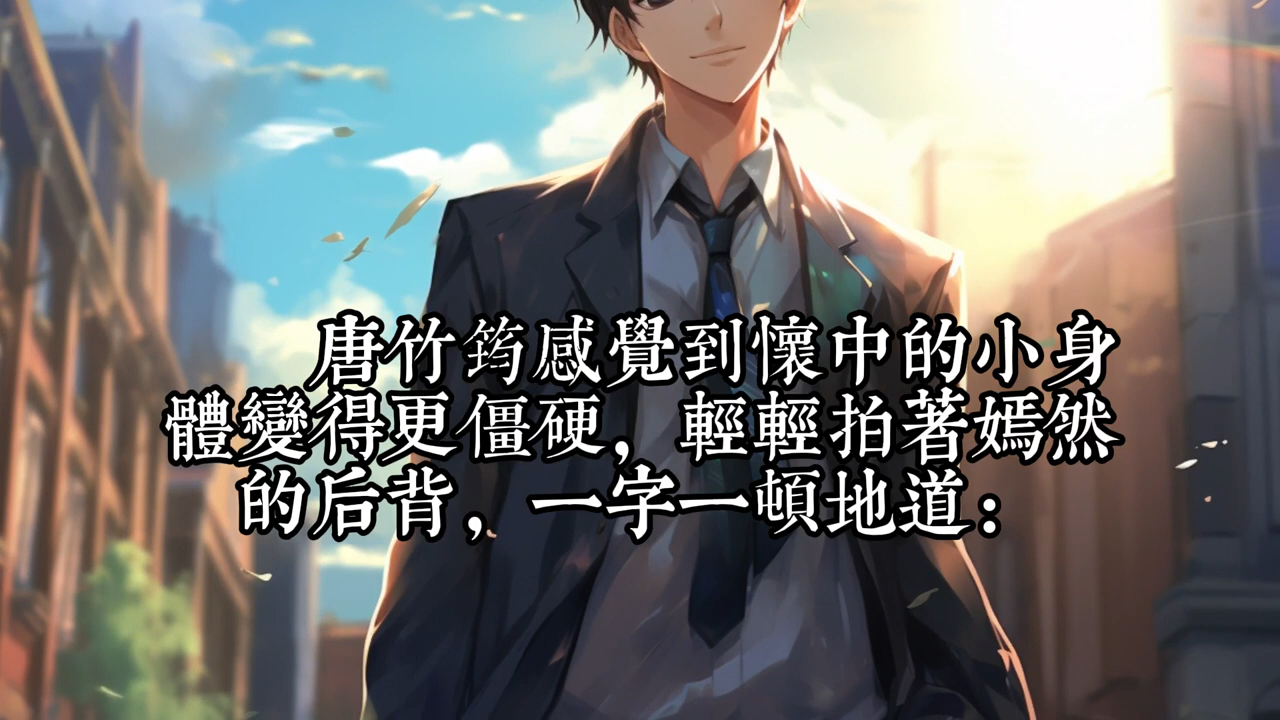 唐竹筠感覺到懷中的小身
體變得更僵硬，輕輕拍著嫣然
的后背，一字一頓地道：